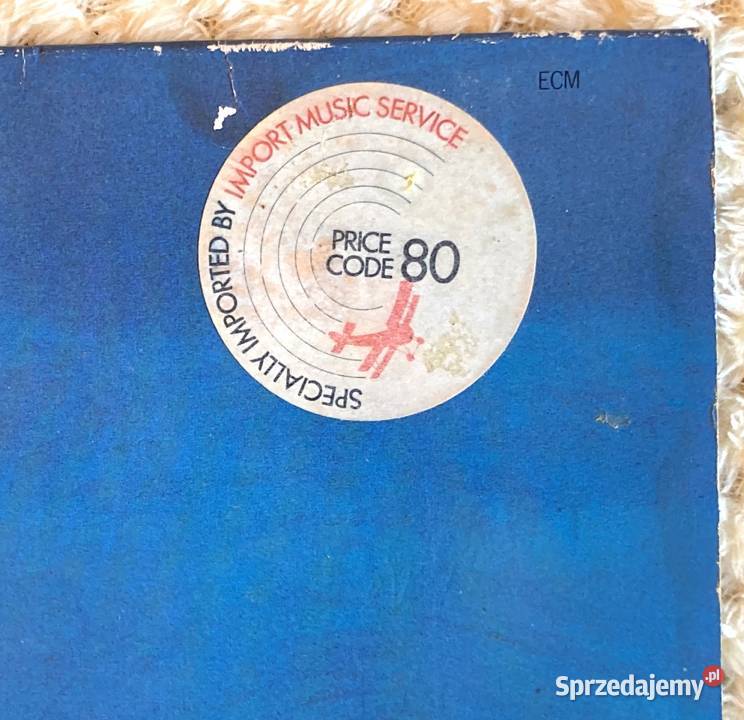 ECM
SPECIALLY IMPORTED BY IMPORT MUSIC SERVICE
PRICE
CODE 80
Sprzedajemy.pl